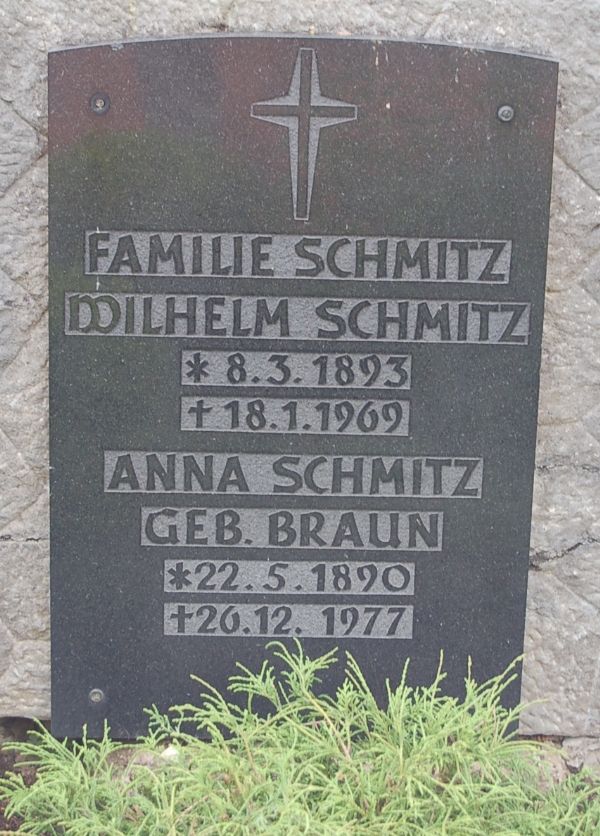 FAMILIE SCHMITZ
WILHELM SCHMITZ
* 8.3.1893
† 18.1.1969
ANNA SCHMITZ
GEB. BRAUN
* 22.5.1890
† 26.12.1977